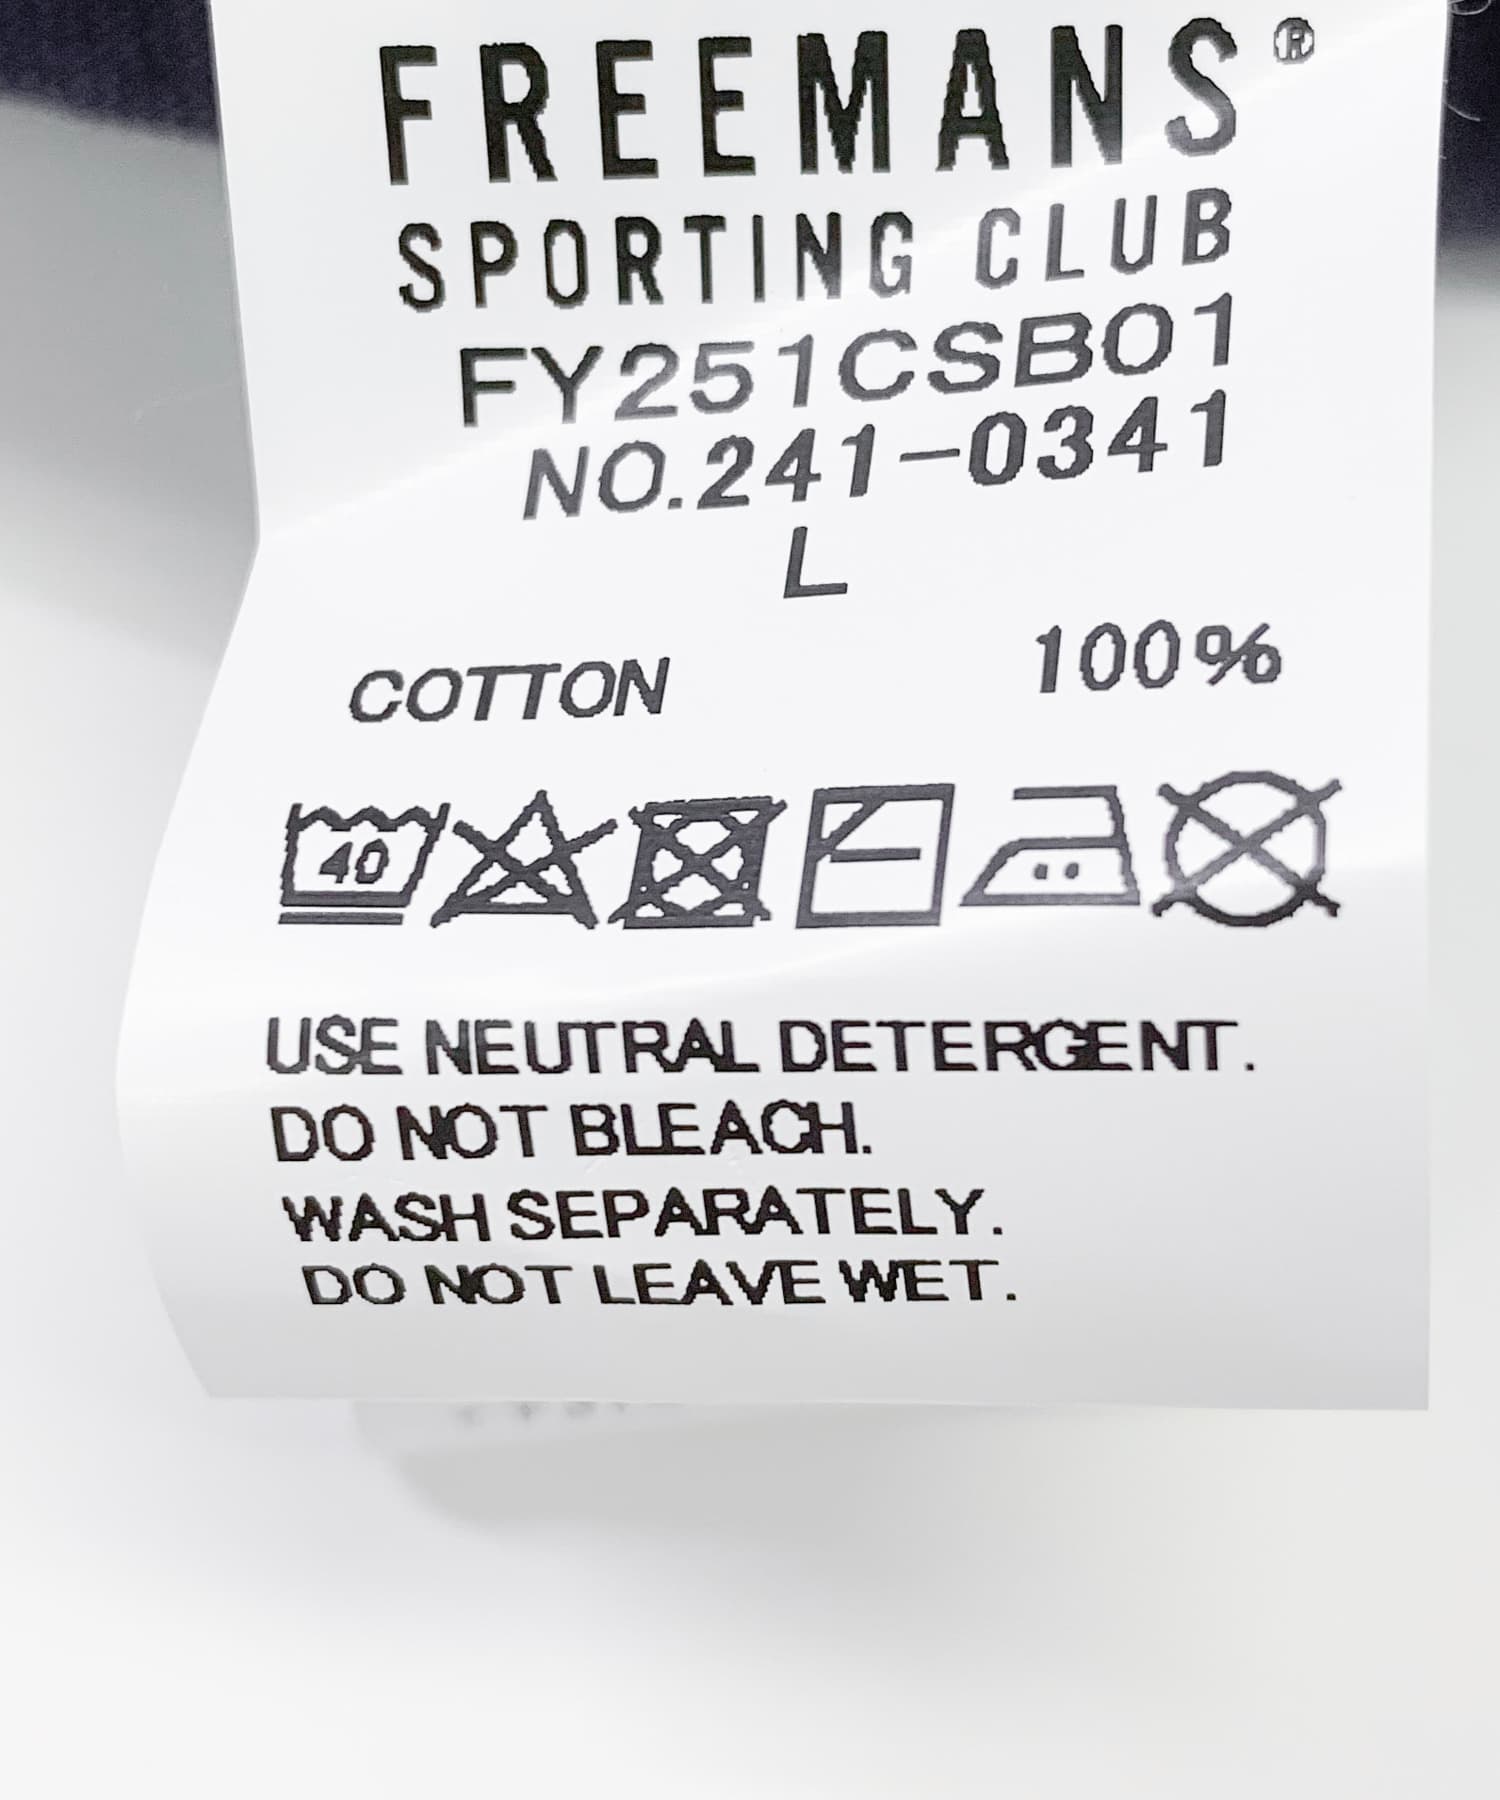 FREEMANS®
SPORTING CLUB
FY251CSB01
NO.241-0341
L
COTTON 100%
40
USE NEUTRAL DETERGENT.
DO NOT BLEACH.
WASH SEPARATELY.
DO NOT LEAVE WET.